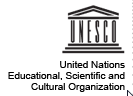 UNESCO
United Nations
Educational, Scientific and
Cultural Organization